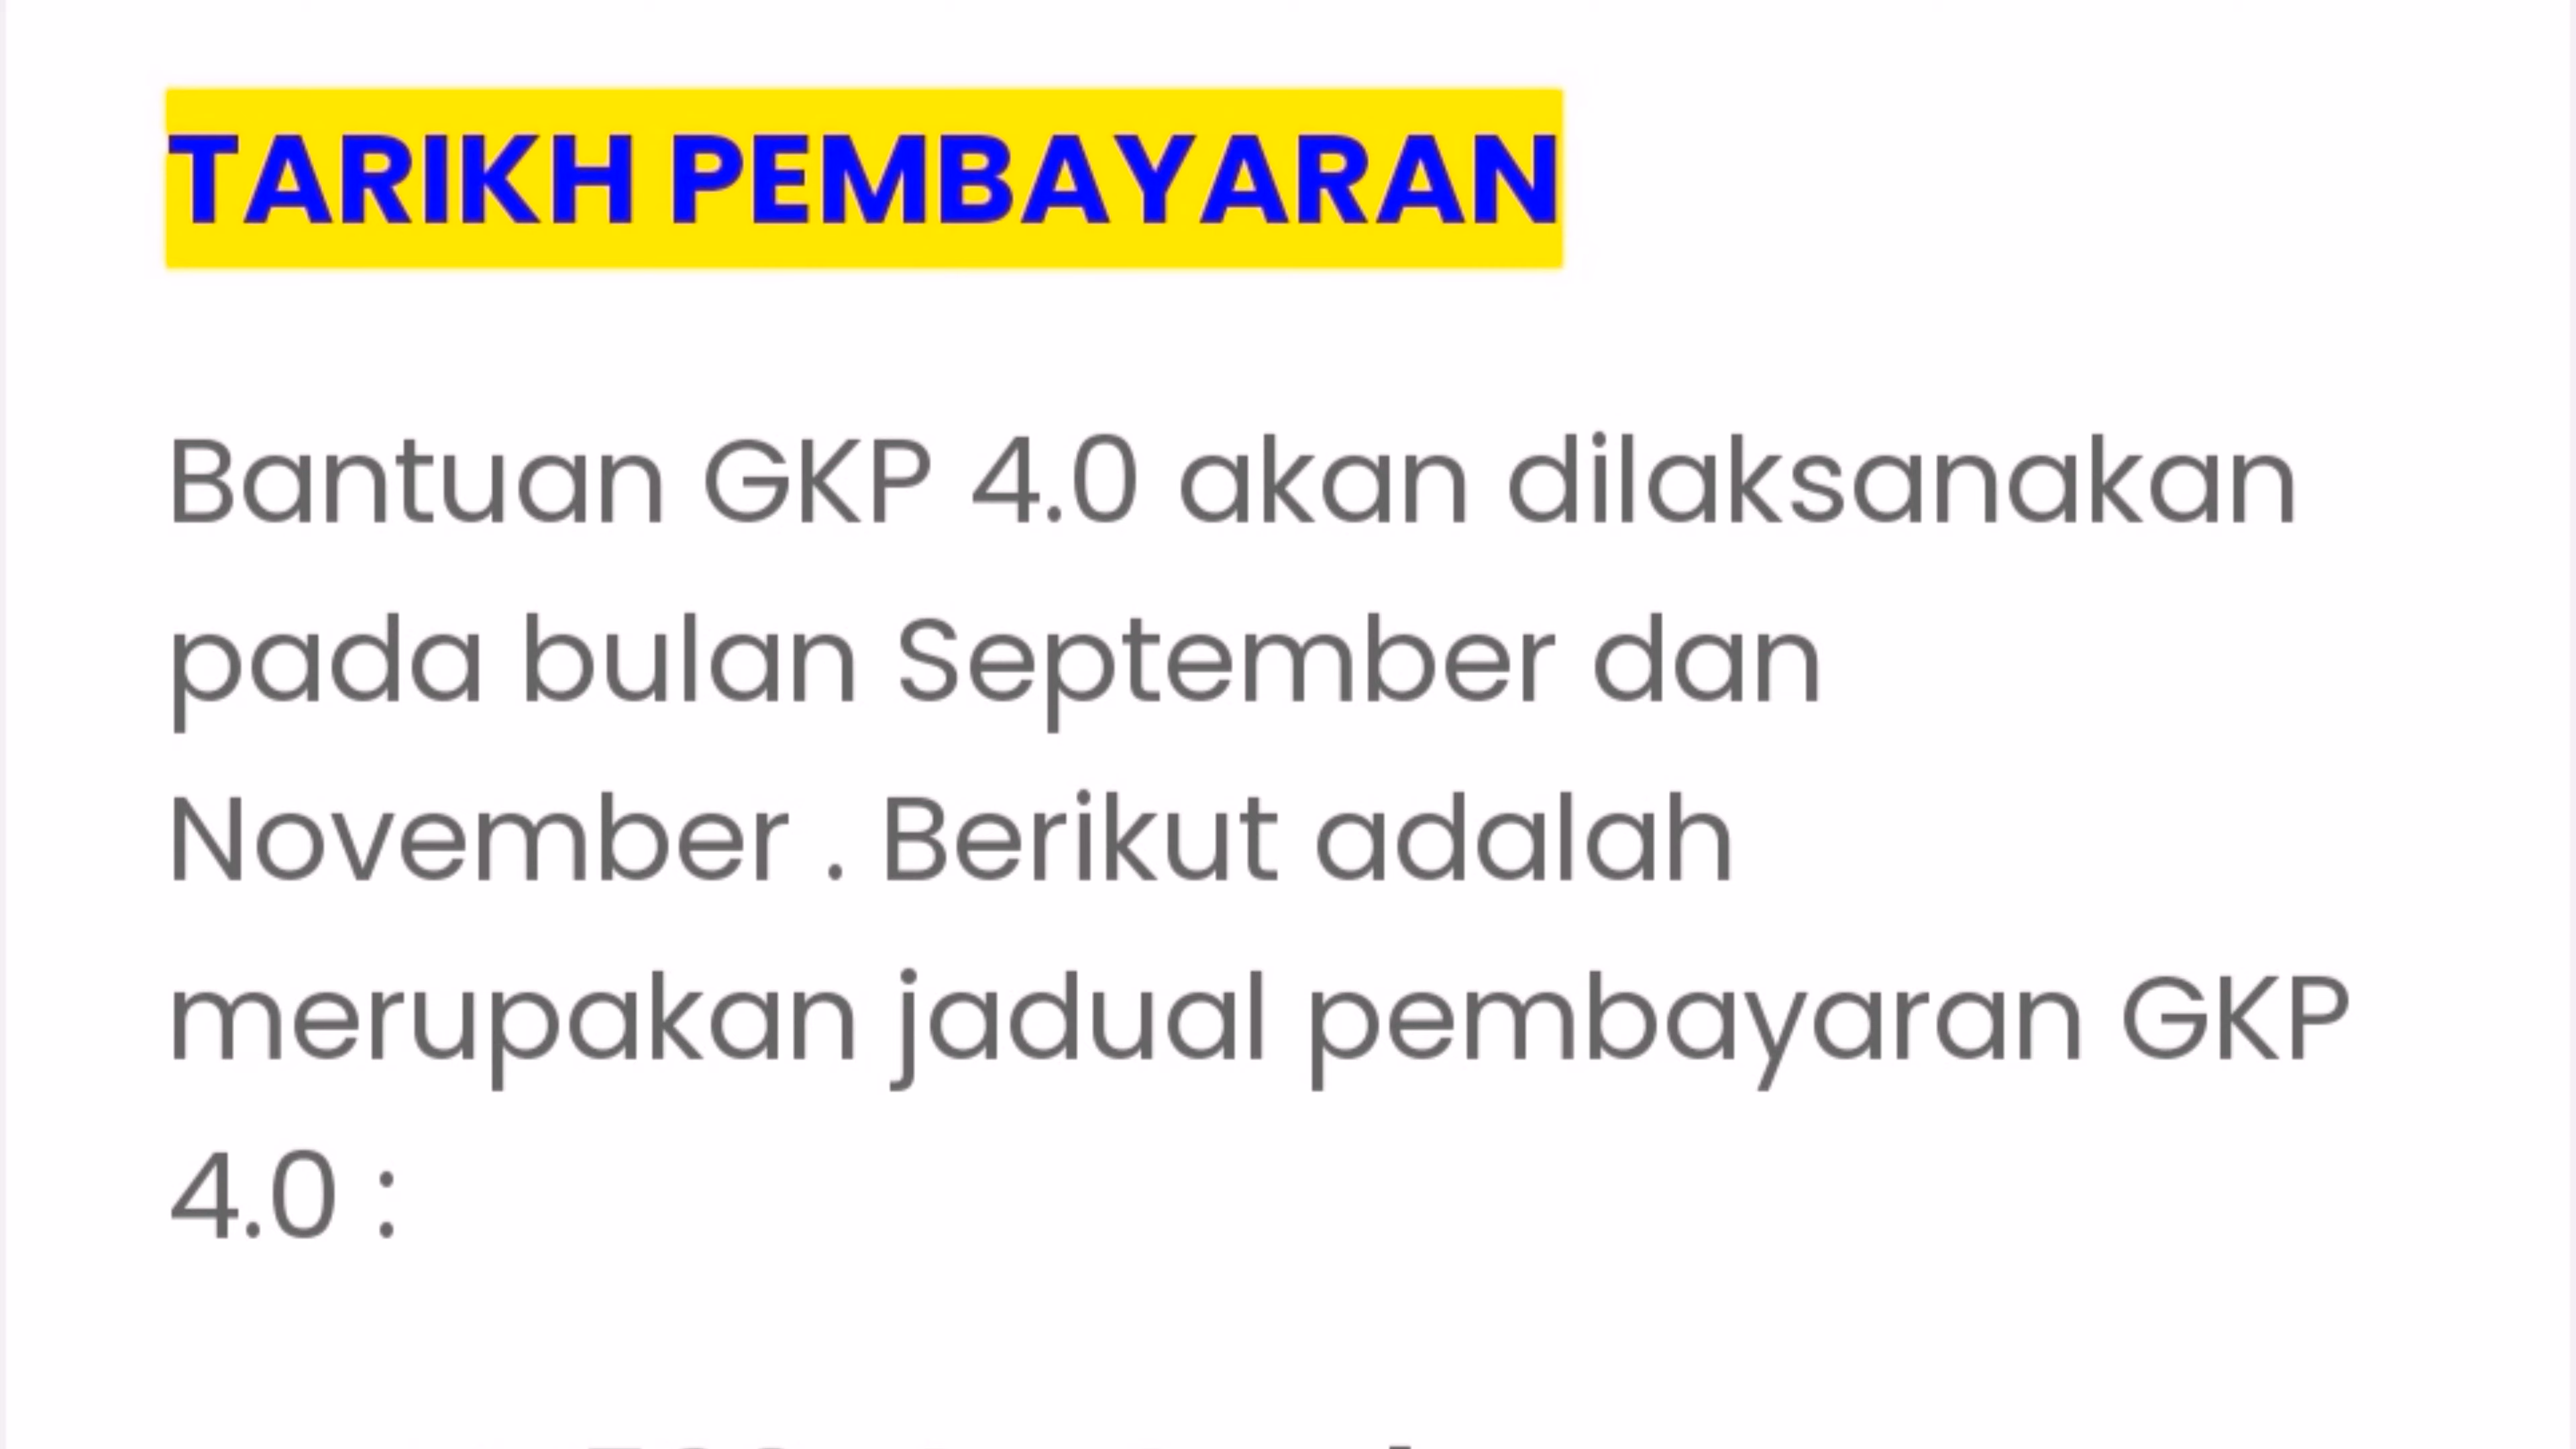 TARIKH PEMBAYARAN
Bantuan GKP 4.0 akan dilaksanakan
pada bulan September dan
November . Berikut adalah
merupakan jadual pembayaran GKP
4.0 :